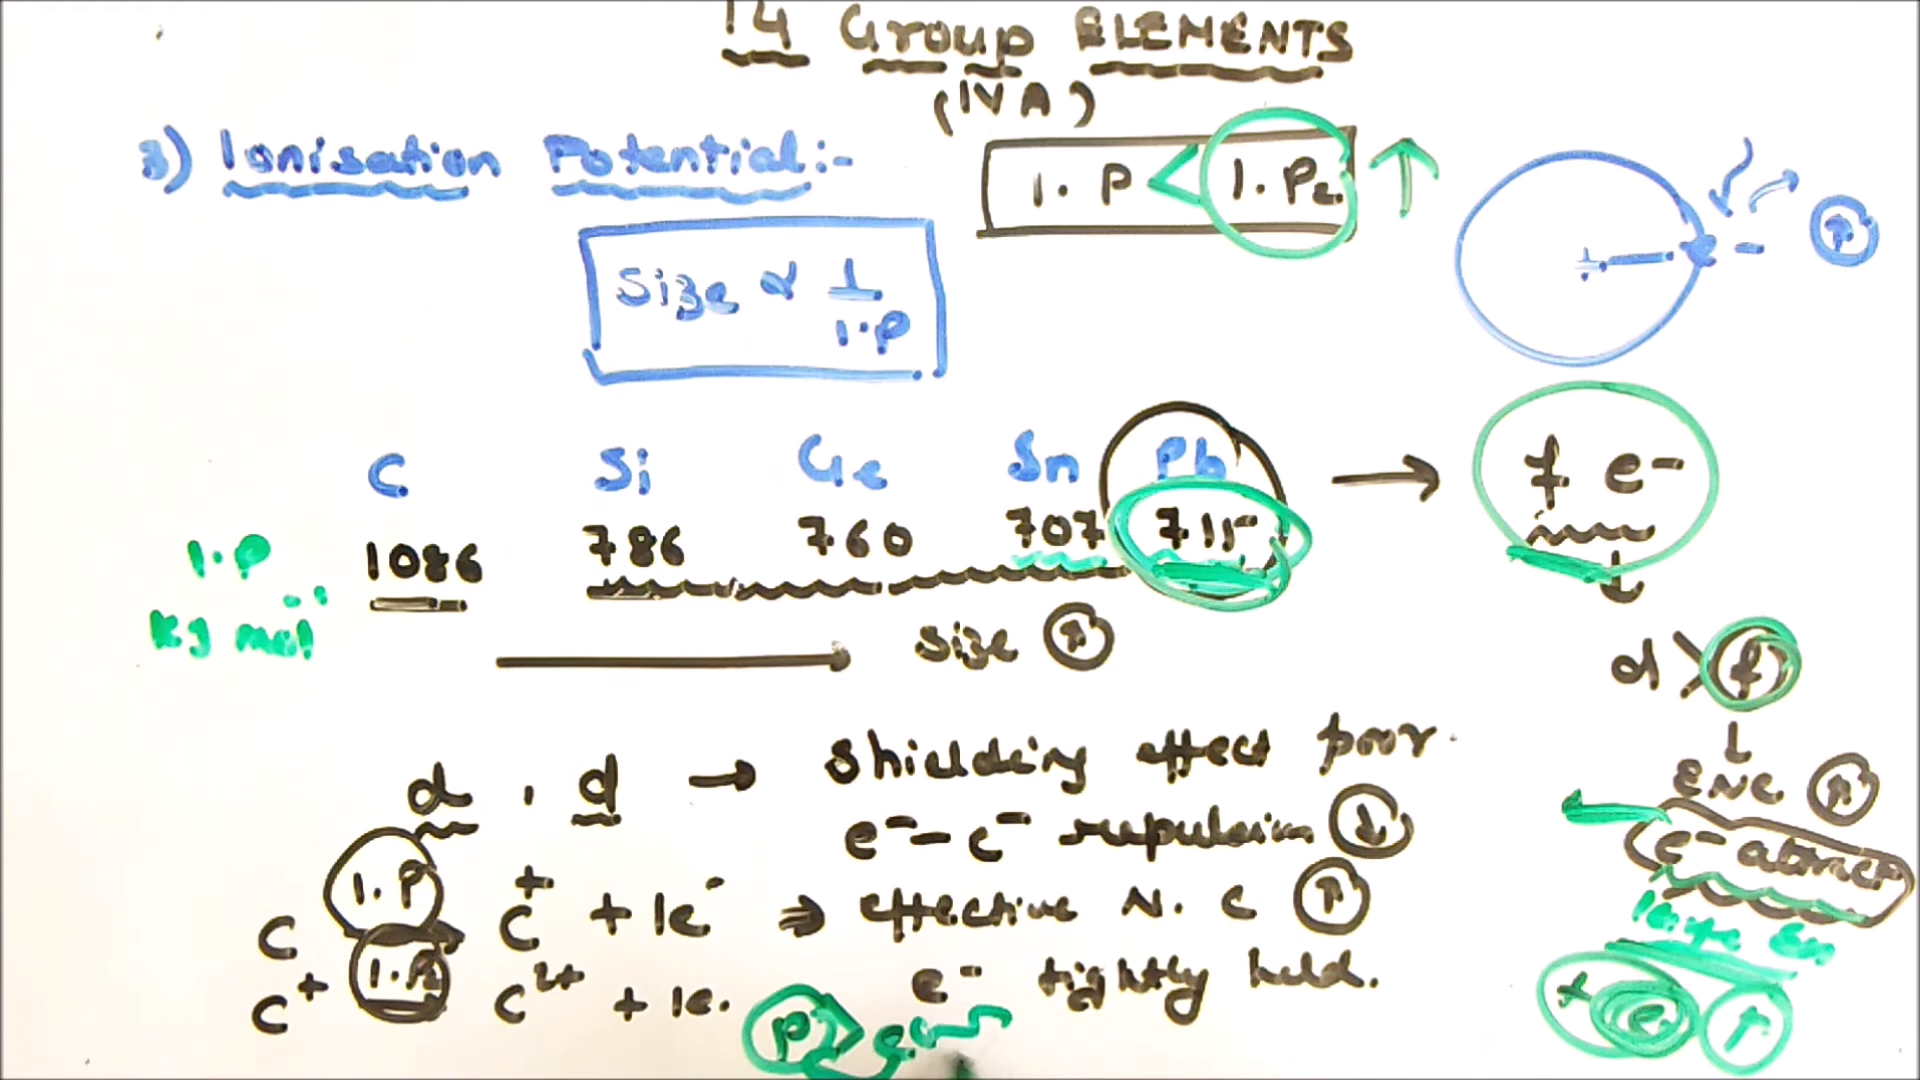 14 Group ELEMENTS
(IVA)
3) Ionisation Potential:-
I.P < I.P2 ↑
Size α 1/I.P
+ e- ↑
C Si Ge Sn Pb → f e-
I.P 1086 786 760 707 715
kJ mol-1
Size ↑
d > f
d, d → Shielding effect poor.
ENC ↑
e- - e- repulsion ↓
C I.P C+ + 1e- ⇒ effective N.C ↑
C+ I.P2 C2+ + 1e.
e- tightly held.
+ e ↑